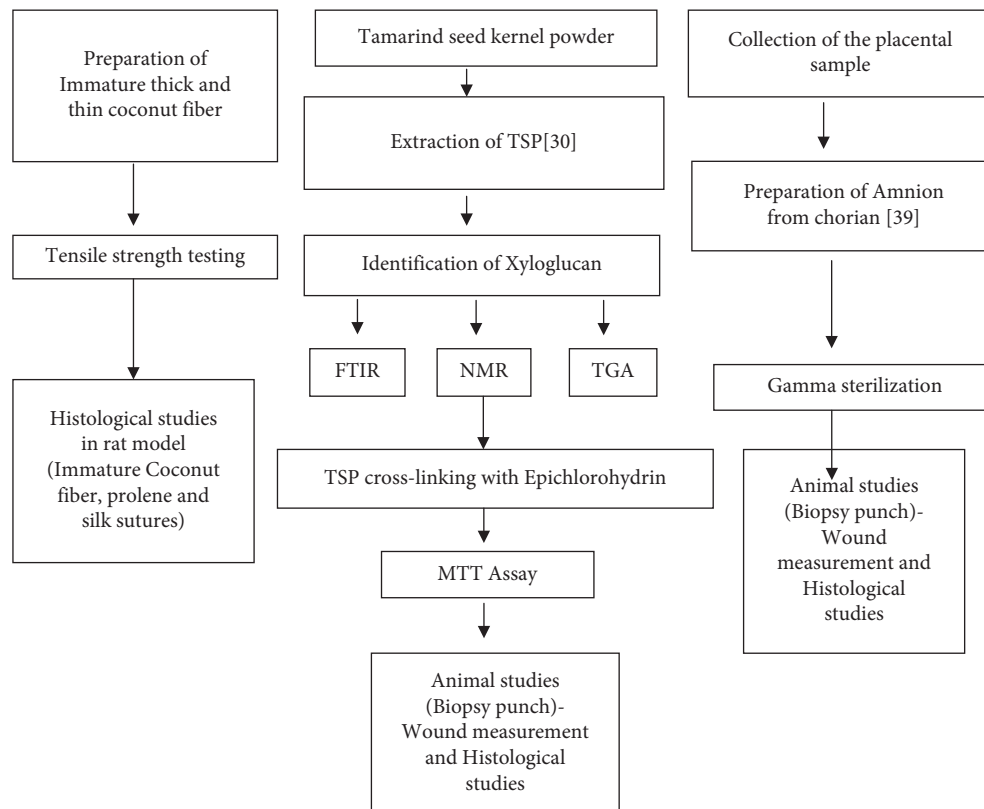 Preparation of
Immature thick and
thin coconut fiber
Tensile strength testing
Histological studies
in rat model
(Immature Coconut
fiber, prolene and
silk sutures)
Tamarind seed kernel powder
Extraction of TSP[30]
Identification of Xyloglucan
FTIR
NMR
TGA
TSP cross-linking with Epichlorohydrin
MTT Assay
Animal studies
(Biopsy punch)-
Wound measurement
and Histological
studies
Collection of the placental
sample
Preparation of Amnion
from chorian [39]
Gamma sterilization
Animal studies
(Biopsy punch)-
Wound
measurement and
Histological
studies